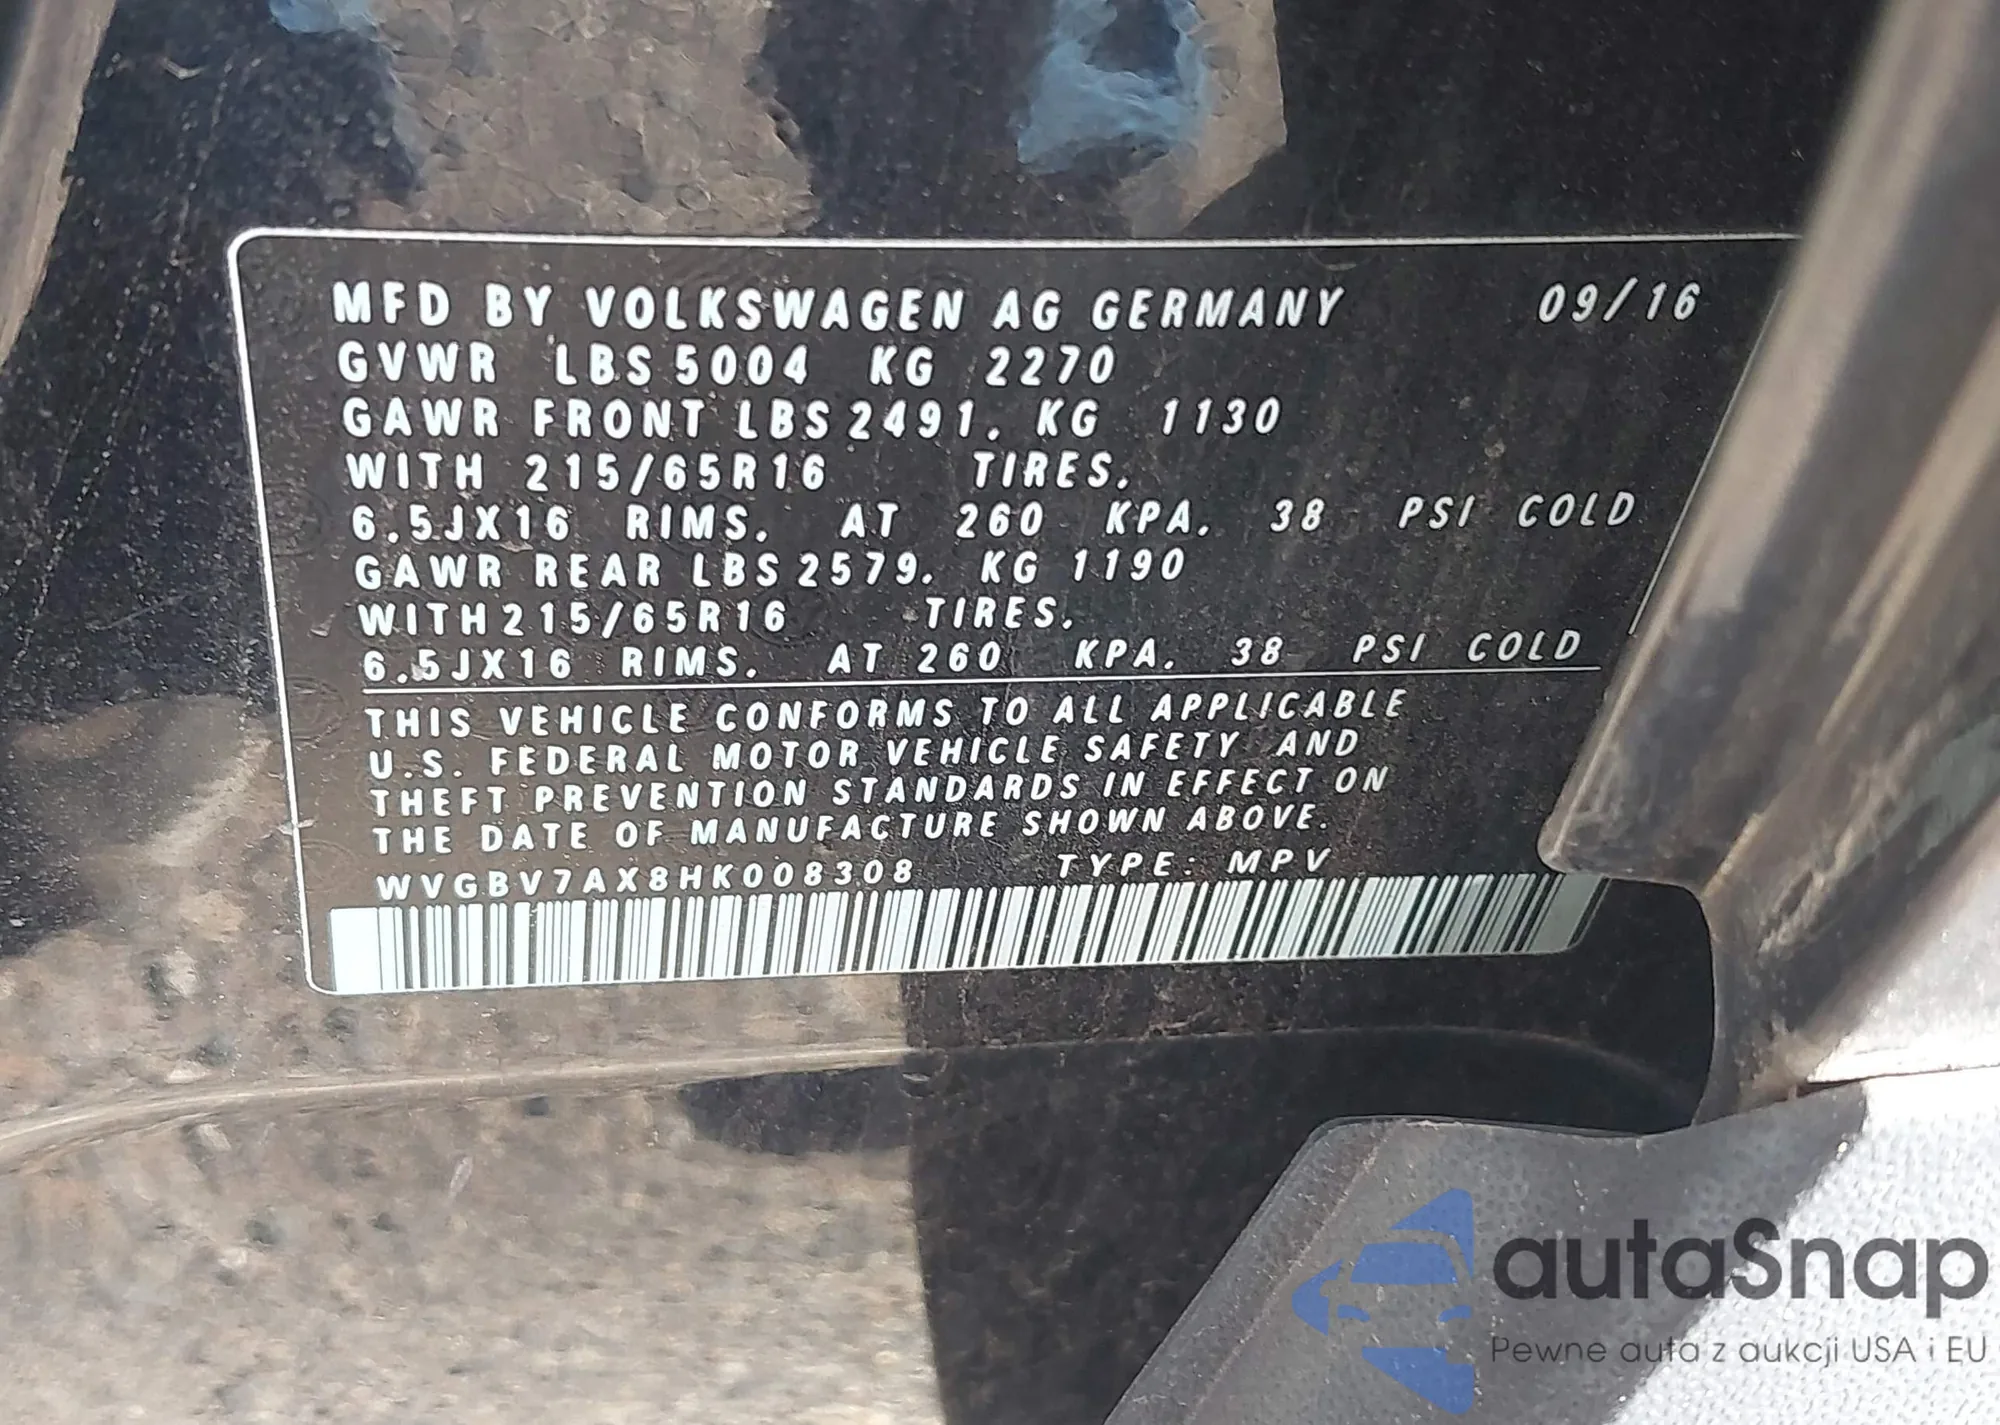 MFD BY VOLKSWAGEN AG GERMANY 09/16
GVWR LBS 5004 KG 2270
GAWR FRONT LBS 2491. KG 1130
WITH 215/65R16 TIRES.
6.5JX16 RIMS. AT 260 KPA. 38 PSI COLD
GAWR REAR LBS 2579. KG 1190
WITH 215/65R16 TIRES.
6.5JX16 RIMS. AT 260 KPA. 38 PSI COLD
THIS VEHICLE CONFORMS TO ALL APPLICABLE
U.S. FEDERAL MOTOR VEHICLE SAFETY AND
THEFT PREVENTION STANDARDS IN EFFECT ON
THE DATE OF MANUFACTURE SHOWN ABOVE.
WVGBV7AX8HK008308 TYPE: MPV
autaSnap
Pewne auta z aukcji USA i EU